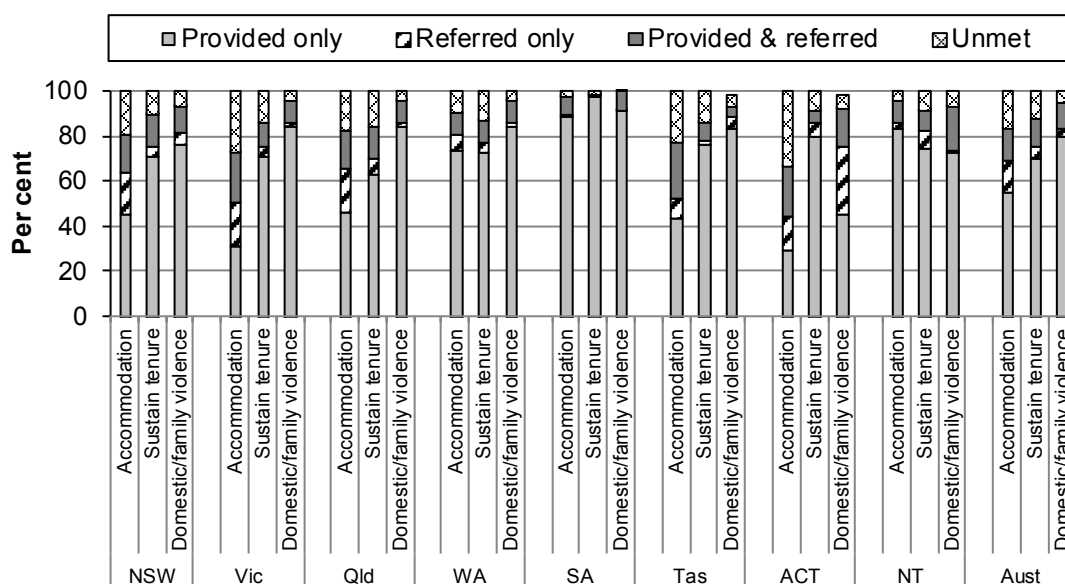 Provided only Referred only Provided & referred Unmet
Per cent
100
80
60
40
20
0
Accommodation
Sustain tenure
Domestic/family violence
Accommodation
Sustain tenure
Domestic/family violence
Accommodation
Sustain tenure
Domestic/family violence
Accommodation
Sustain tenure
Domestic/family violence
Accommodation
Sustain tenure
Domestic/family violence
Accommodation
Sustain tenure
Domestic/family violence
Accommodation
Sustain tenure
Domestic/family violence
Accommodation
Sustain tenure
Domestic/family violence
Accommodation
Sustain tenure
Domestic/family violence
NSW Vic Qld WA SA Tas ACT NT Aust